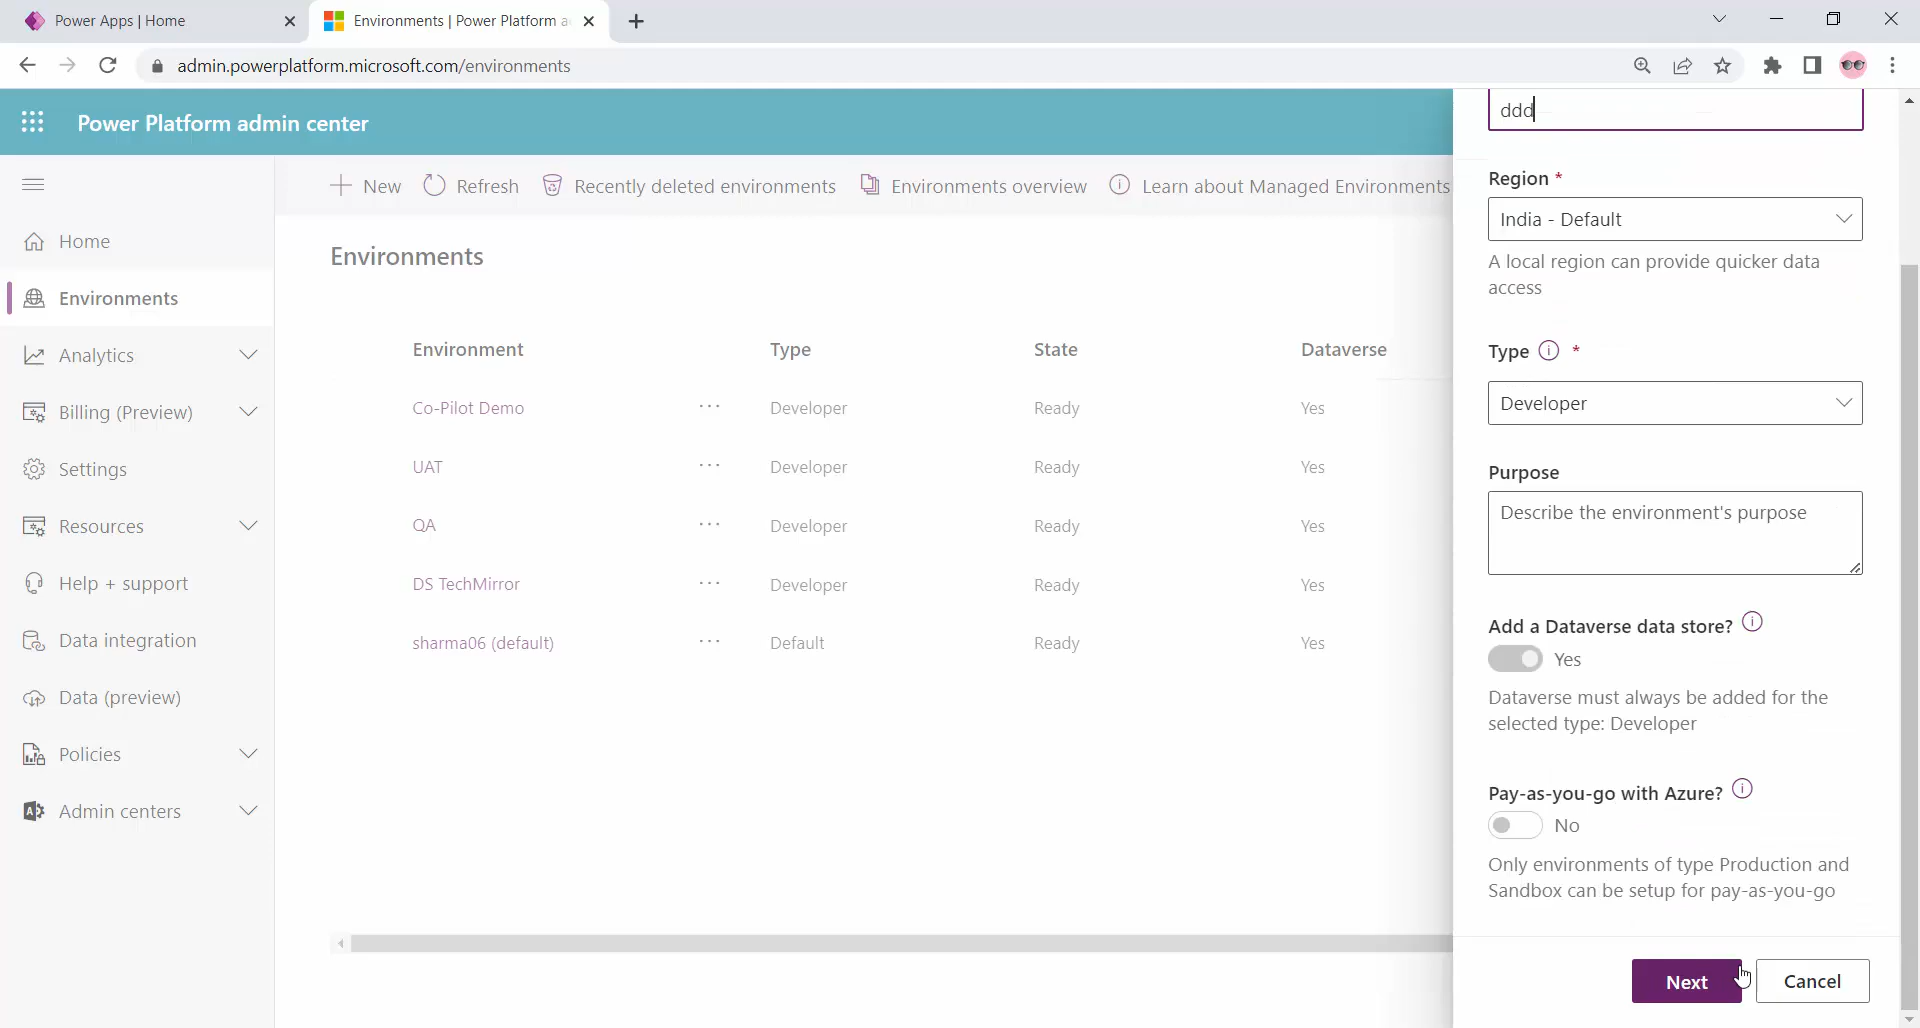 Power Apps | Home
Environments | Power Platform a
admin.powerplatform.microsoft.com/environments
Power Platform admin center
New
Refresh
Recently deleted environments
Environments overview
Learn about Managed Environments
Home
Environments
Analytics
Billing (Preview)
Settings
Resources
Help + support
Data integration
Data (preview)
Policies
Admin centers
Environments
Environment Type State Dataverse
Co-Pilot Demo ··· Developer Ready Yes
UAT ··· Developer Ready Yes
QA ··· Developer Ready Yes
DS TechMirror ··· Developer Ready Yes
sharma06 (default) ··· Default Ready Yes
ddd
Region *
India - Default
A local region can provide quicker data
access
Type *
Developer
Purpose
Describe the environment's purpose
Add a Dataverse data store?
Yes
Dataverse must always be added for the
selected type: Developer
Pay-as-you-go with Azure?
No
Only environments of type Production and
Sandbox can be setup for pay-as-you-go
Next
Cancel